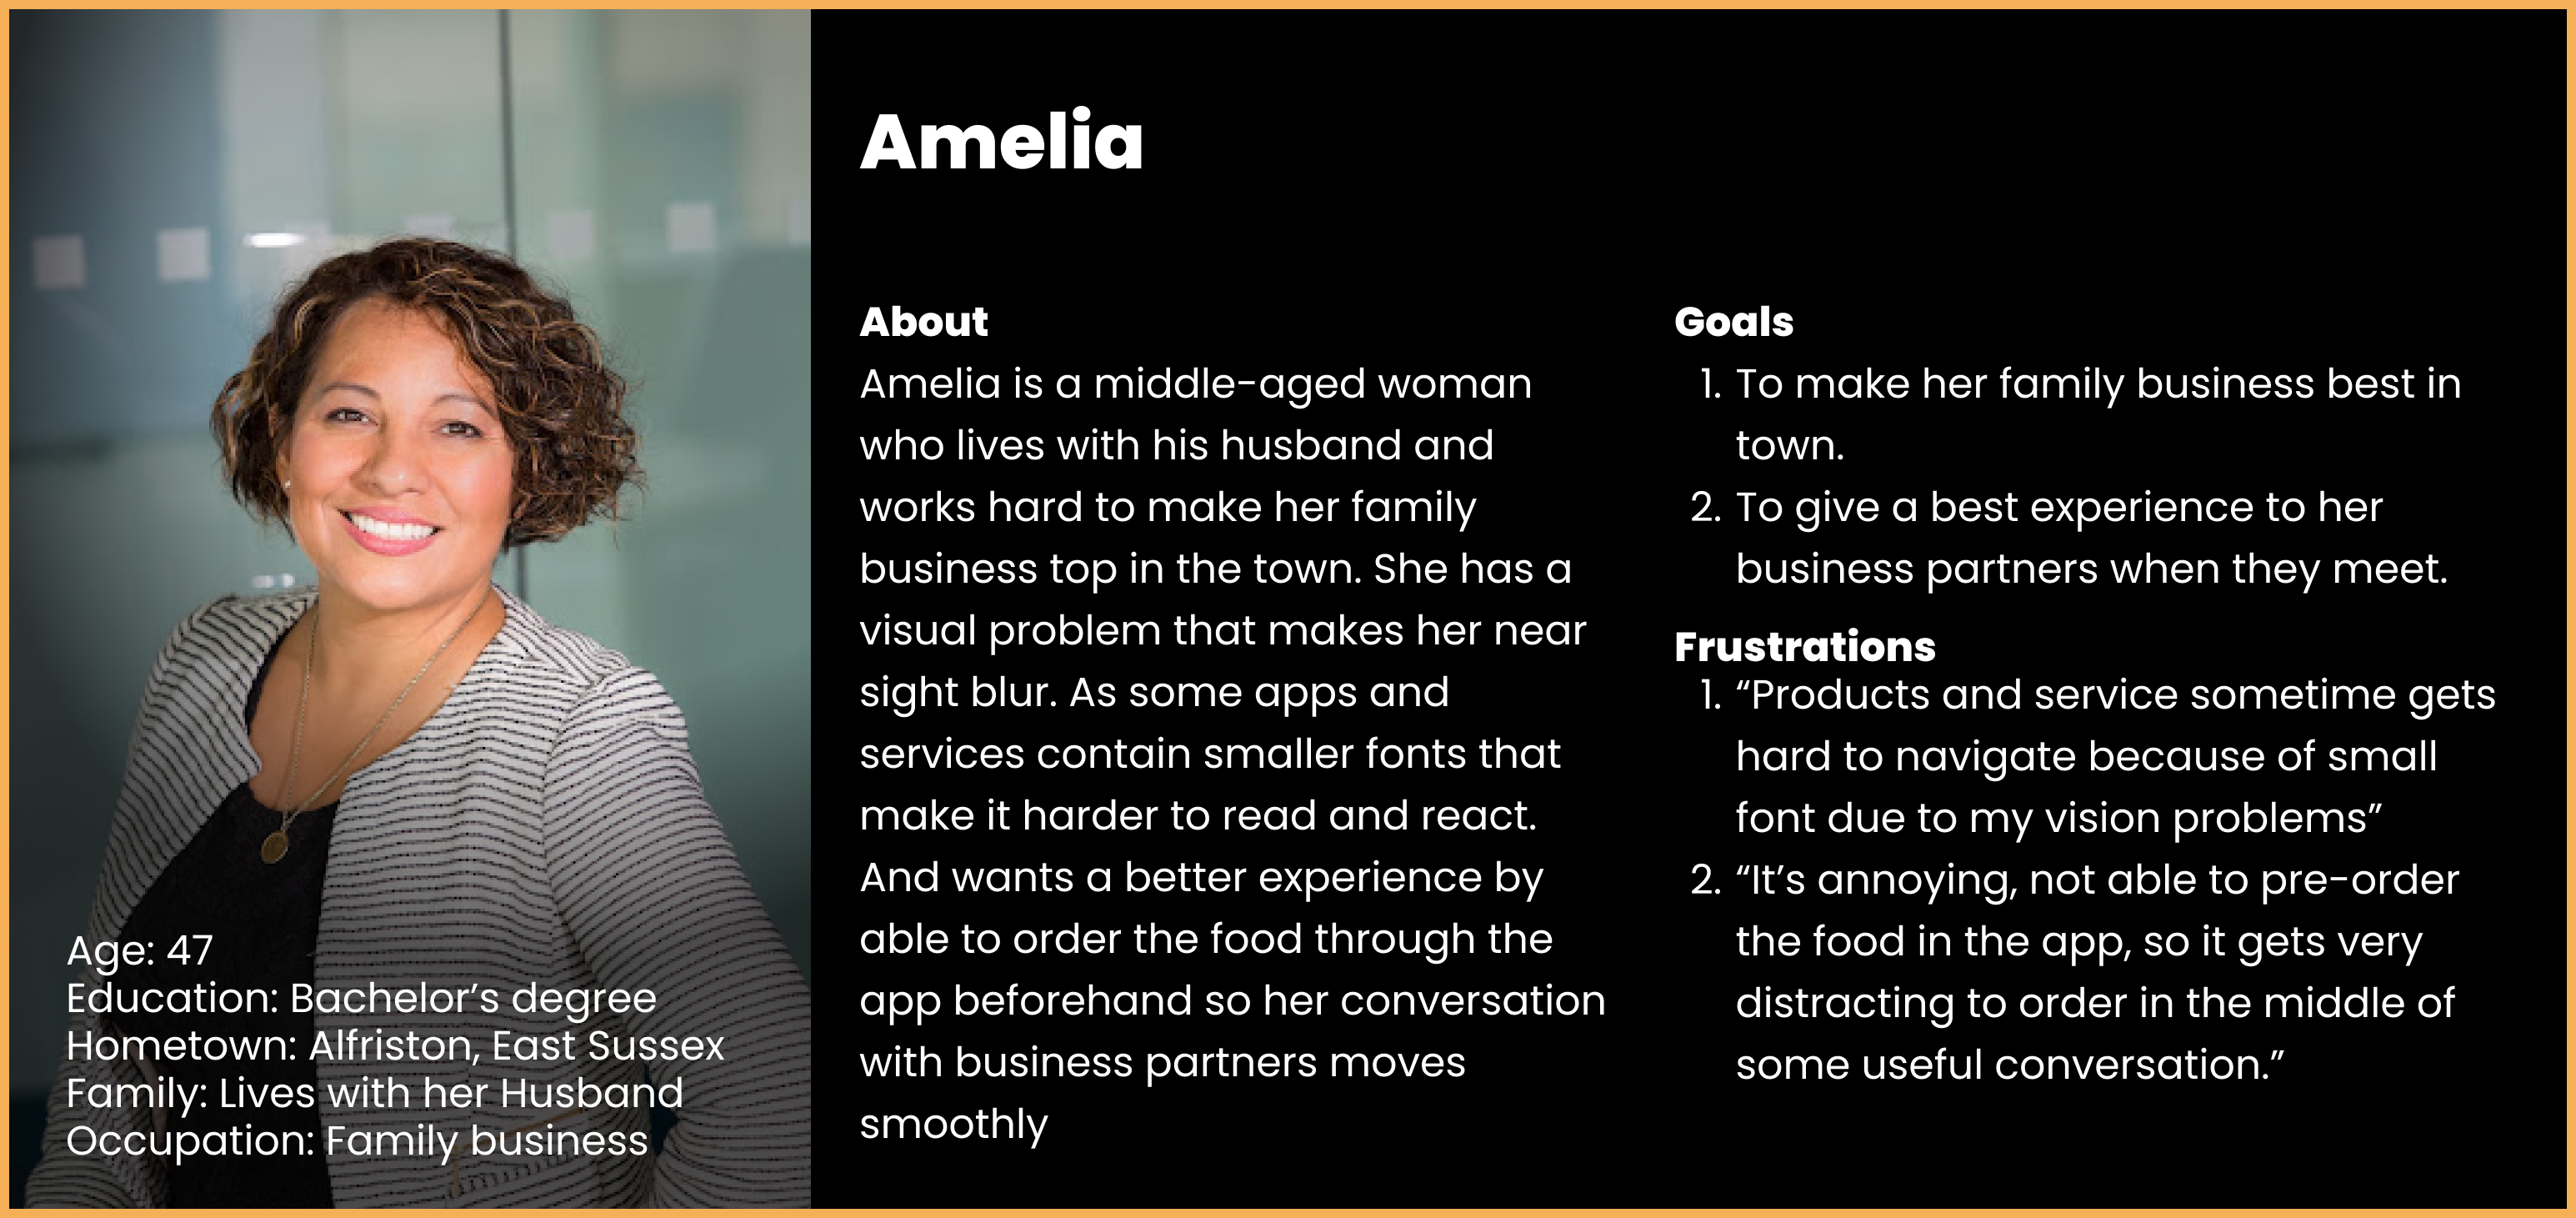 Amelia
About
Amelia is a middle-aged woman
who lives with his husband and
works hard to make her family
business top in the town. She has a
visual problem that makes her near
sight blur. As some apps and
services contain smaller fonts that
make it harder to read and react.
And wants a better experience by
able to order the food through the
app beforehand so her conversation
with business partners moves
smoothly
Goals
1. To make her family business best in
town.
2. To give a best experience to her
business partners when they meet.
Frustrations
1. “Products and service sometime gets
hard to navigate because of small
font due to my vision problems”
2. “It’s annoying, not able to pre-order
the food in the app, so it gets very
distracting to order in the middle of
some useful conversation.”
Age: 47
Education: Bachelor’s degree
Hometown: Alfriston, East Sussex
Family: Lives with her Husband
Occupation: Family business